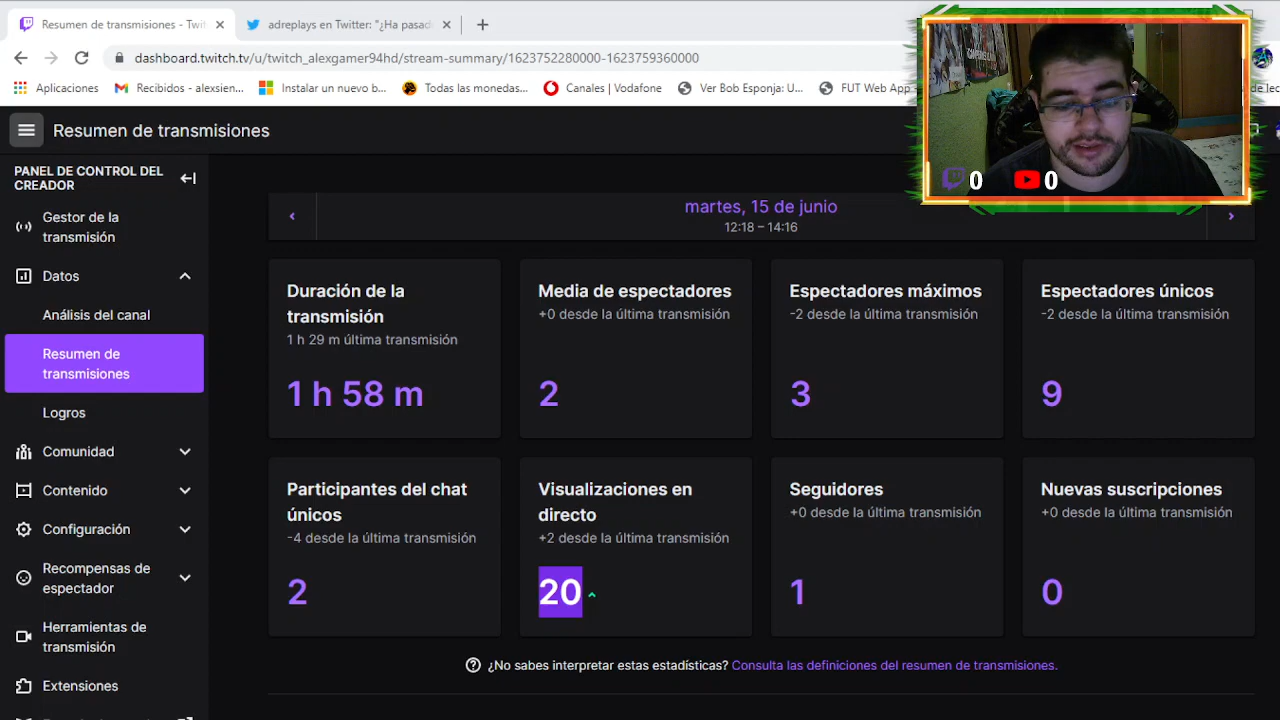 Resumen de transmisiones - Twit
adreplays en Twitter: "¿Ha pasad
dashboard.twitch.tv/u/twitch_alexgamer94hd/stream-summary/1623752280000-1623759360000
Aplicaciones
Recibidos - alexsien...
Instalar un nuevo b...
Todas las monedas...
Canales | Vodafone
Ver Bob Esponja: U...
FUT Web App
de lec
Resumen de transmisiones
0
0
PANEL DE CONTROL DEL
CREADOR
Gestor de la
transmisión
Datos
Análisis del canal
Resumen de
transmisiones
Logros
Comunidad
Contenido
Configuración
Recompensas de
espectador
Herramientas de
transmisión
Extensiones
martes, 15 de junio
12:18 – 14:16
Duración de la
transmisión
1 h 29 m última transmisión
1 h 58 m
Media de espectadores
+0 desde la última transmisión
2
Espectadores máximos
-2 desde la última transmisión
3
Espectadores únicos
-2 desde la última transmisión
9
Participantes del chat
únicos
-4 desde la última transmisión
2
Visualizaciones en
directo
+2 desde la última transmisión
20
Seguidores
+0 desde la última transmisión
1
Nuevas suscripciones
+0 desde la última transmisión
0
¿No sabes interpretar estas estadísticas? Consulta las definiciones del resumen de transmisiones.